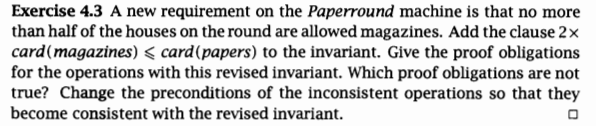 Exercise 4.3 A new requirement on the Paperround machine is that no more
than half of the houses on the round are allowed magazines. Add the clause 2×
card(magazines) ⩽ card(papers) to the invariant. Give the proof obligations
for the operations with this revised invariant. Which proof obligations are not
true? Change the preconditions of the inconsistent operations so that they
become consistent with the revised invariant. □